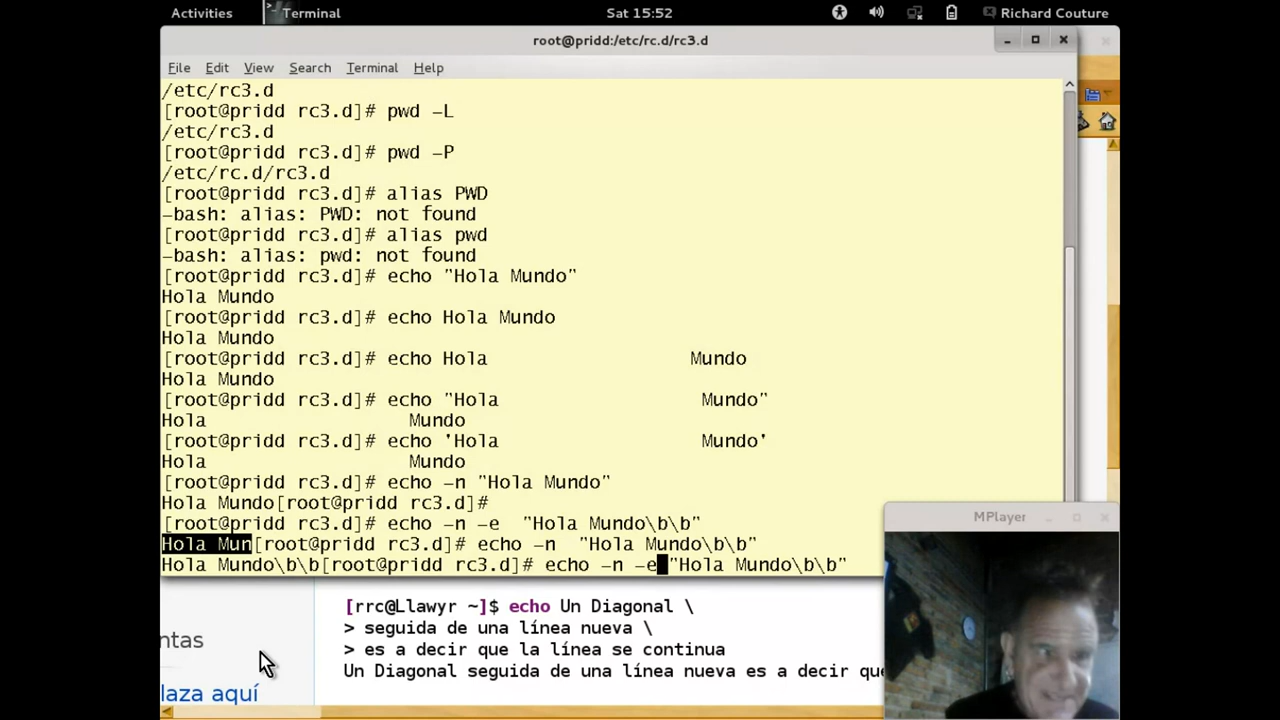 Activities Terminal Sat 15:52 Richard Couture
root@pridd:/etc/rc.d/rc3.d
File Edit View Search Terminal Help
/etc/rc3.d
[root@pridd rc3.d]# pwd -L
/etc/rc3.d
[root@pridd rc3.d]# pwd -P
/etc/rc.d/rc3.d
[root@pridd rc3.d]# alias PWD
-bash: alias: PWD: not found
[root@pridd rc3.d]# alias pwd
-bash: alias: pwd: not found
[root@pridd rc3.d]# echo "Hola Mundo"
Hola Mundo
[root@pridd rc3.d]# echo Hola Mundo
Hola Mundo
[root@pridd rc3.d]# echo Hola                  Mundo
Hola Mundo
[root@pridd rc3.d]# echo "Hola                  Mundo"
Hola                  Mundo
[root@pridd rc3.d]# echo 'Hola                  Mundo'
Hola                  Mundo
[root@pridd rc3.d]# echo -n "Hola Mundo"
Hola Mundo[root@pridd rc3.d]#
[root@pridd rc3.d]# echo -n -e  "Hola Mundo\b\b"
Hola Mun[root@pridd rc3.d]# echo -n  "Hola Mundo\b\b"
Hola Mundo\b\b[root@pridd rc3.d]# echo -n -e "Hola Mundo\b\b"
MPlayer
[rrc@Llawyr ~]$ echo Un Diagonal \
> seguida de una línea nueva \
> es a decir que la línea se continua
Un Diagonal seguida de una línea nueva es a decir que
ntas
laza aquí